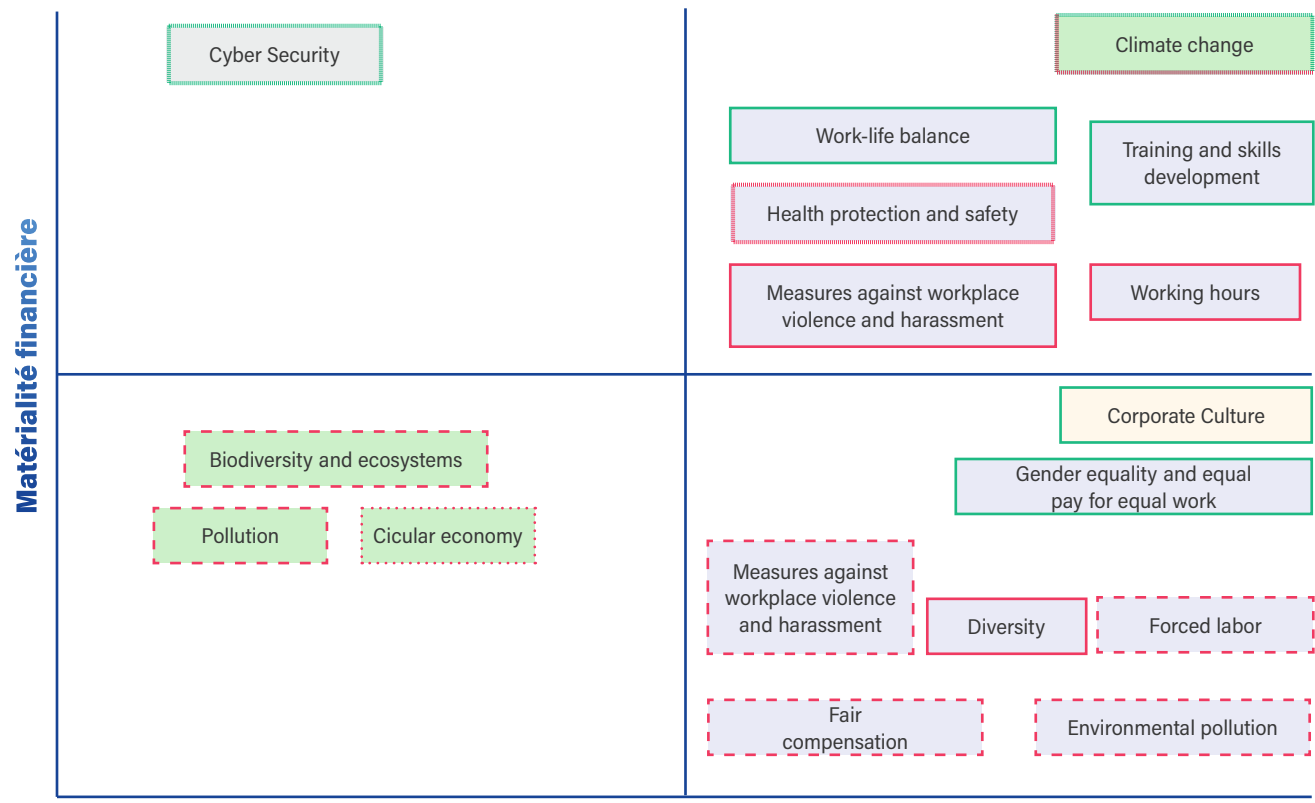 Matérialité financière
Cyber Security
Climate change
Work-life balance
Training and skills
development
Health protection and safety
Measures against workplace
violence and harassment
Working hours
Corporate Culture
Gender equality and equal
pay for equal work
Biodiversity and ecosystems
Pollution
Cicular economy
Measures against
workplace violence
and harassment
Diversity
Forced labor
Fair
compensation
Environmental pollution